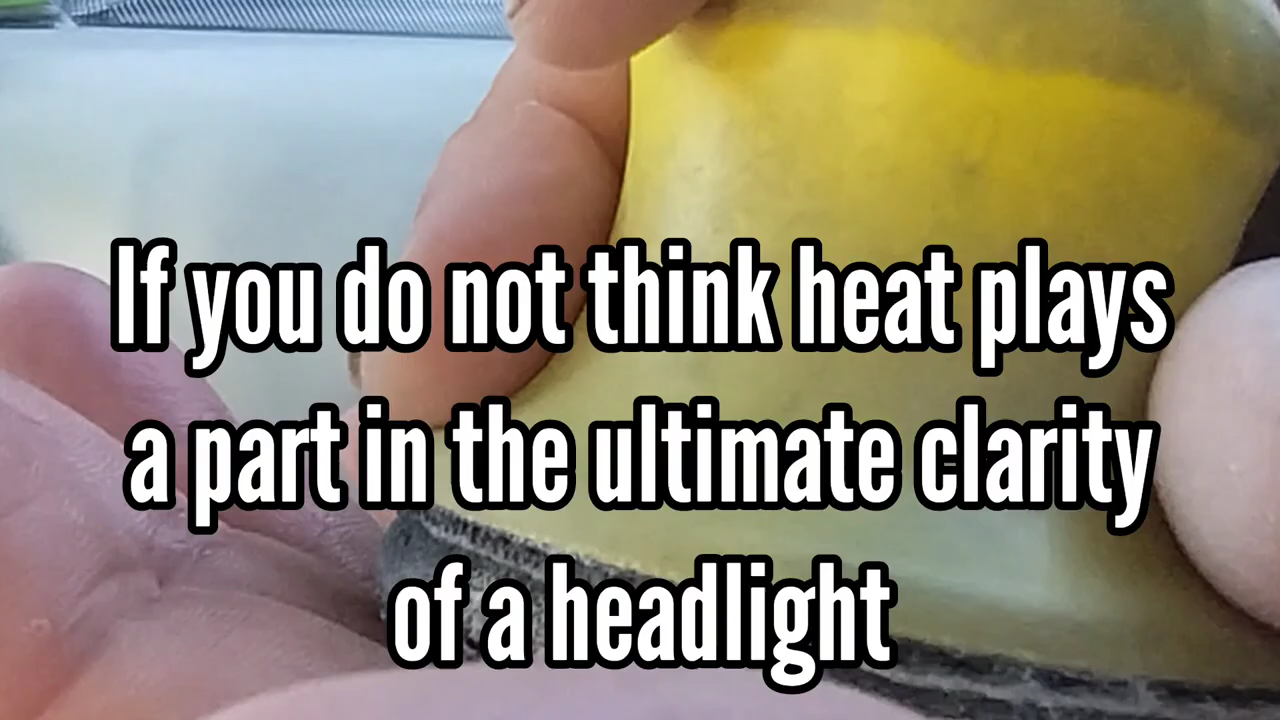 If you do not think heat plays
a part in the ultimate clarity
of a headlight